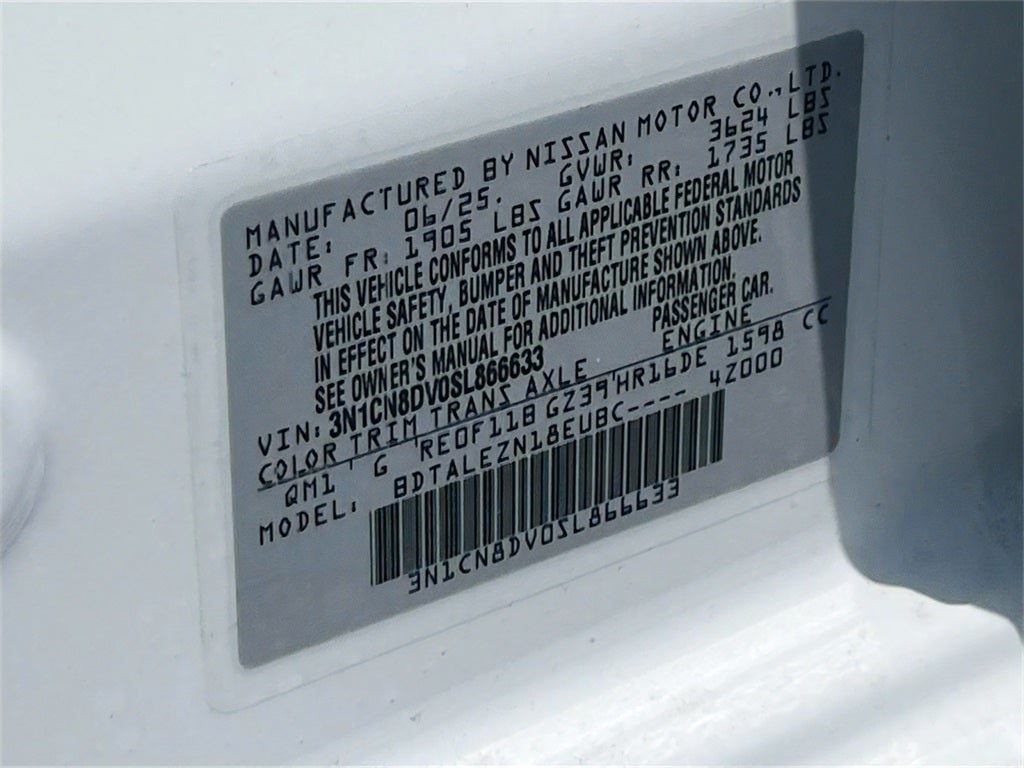 MANUFACTURED BY NISSAN MOTOR CO.,LTD.
DATE: 06/25. GVWR: 3624 LBS
GAWR FR: 1905 LBS GAWR RR: 1735 LBS
THIS VEHICLE CONFORMS TO ALL APPLICABLE FEDERAL MOTOR
VEHICLE SAFETY, BUMPER AND THEFT PREVENTION STANDARDS
IN EFFECT ON THE DATE OF MANUFACTURE SHOWN ABOVE.
SEE OWNER'S MANUAL FOR ADDITIONAL INFORMATION.
VIN: 3N1CN8DV0SL866633 PASSENGER CAR.
COLOR TRIM TRANS AXLE ENGINE
QM1 G RE0F11B GZ39 HR16DE 1598 CC
MODEL: BDTALEZN18EUBC---- 4Z000
3N1CN8DV0SL866633